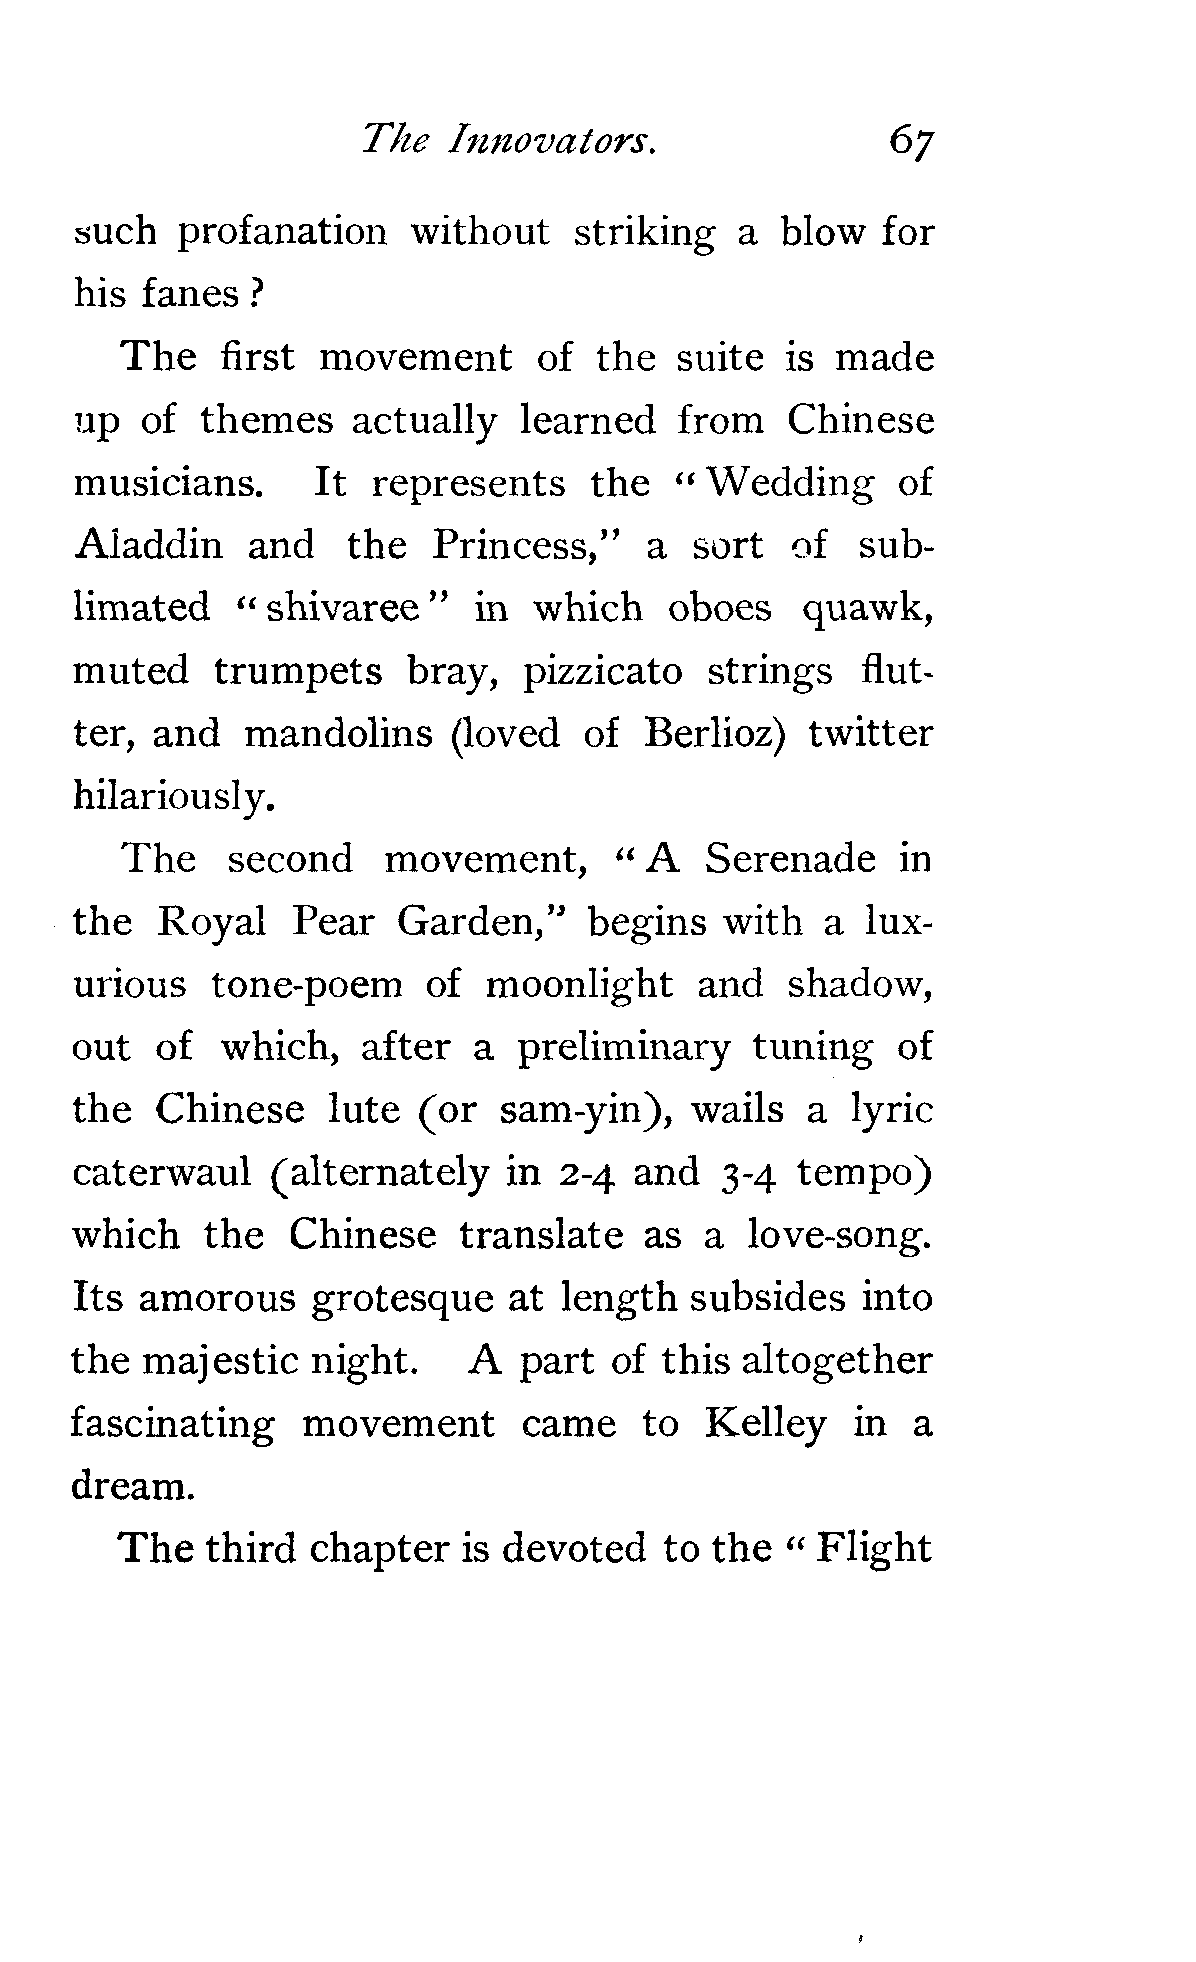 The Innovators. 67
such profanation without striking a blow for
his fanes ?
The first movement of the suite is made
up of themes actually learned from Chinese
musicians. It represents the “ Wedding of
Aladdin and the Princess,” a sort of sub-
limated “ shivaree ” in which oboes quawk,
muted trumpets bray, pizzicato strings flut-
ter, and mandolins (loved of Berlioz) twitter
hilariously.
The second movement, “ A Serenade in
the Royal Pear Garden,” begins with a lux-
urious tone-poem of moonlight and shadow,
out of which, after a preliminary tuning of
the Chinese lute (or sam-yin), wails a lyric
caterwaul (alternately in 2-4 and 3-4 tempo)
which the Chinese translate as a love-song.
Its amorous grotesque at length subsides into
the majestic night. A part of this altogether
fascinating movement came to Kelley in a
dream.
The third chapter is devoted to the “ Flight